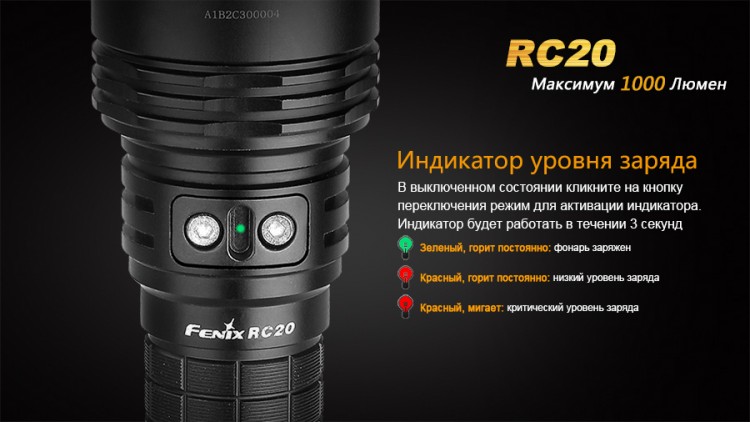 A1B2C300004
RC20
Максимум 1000 Люмен
Индикатор уровня заряда
В выключенном состоянии кликните на кнопку
переключения режим для активации индикатора.
Индикатор будет работать в течении 3 секунд
Зеленый, горит постоянно: фонарь заряжен
Красный, горит постоянно: низкий уровень заряда
Красный, мигает: критический уровень заряда
FENIX RC20